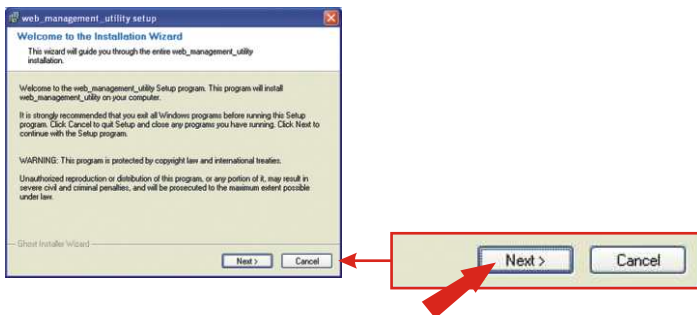 web_management_utility setup
Welcome to the Installation Wizard
This wizard will guide you through the entire web_management_utility
installation.
Welcome to the web_management_utility Setup program. This program will install
web_management_utility on your computer.
It is strongly recommended that you exit all Windows programs before running this Setup
program. Click Cancel to quit Setup and close any programs you have running. Click Next to
continue with the Setup program.
WARNING: This program is protected by copyright law and international treaties.
Unauthorized reproduction or distribution of this program, or any portion of it, may result in
severe civil and criminal penalties, and will be prosecuted to the maximum extent possible
under law.
Ghost Installer Wizard
Next > Cancel
Next > Cancel